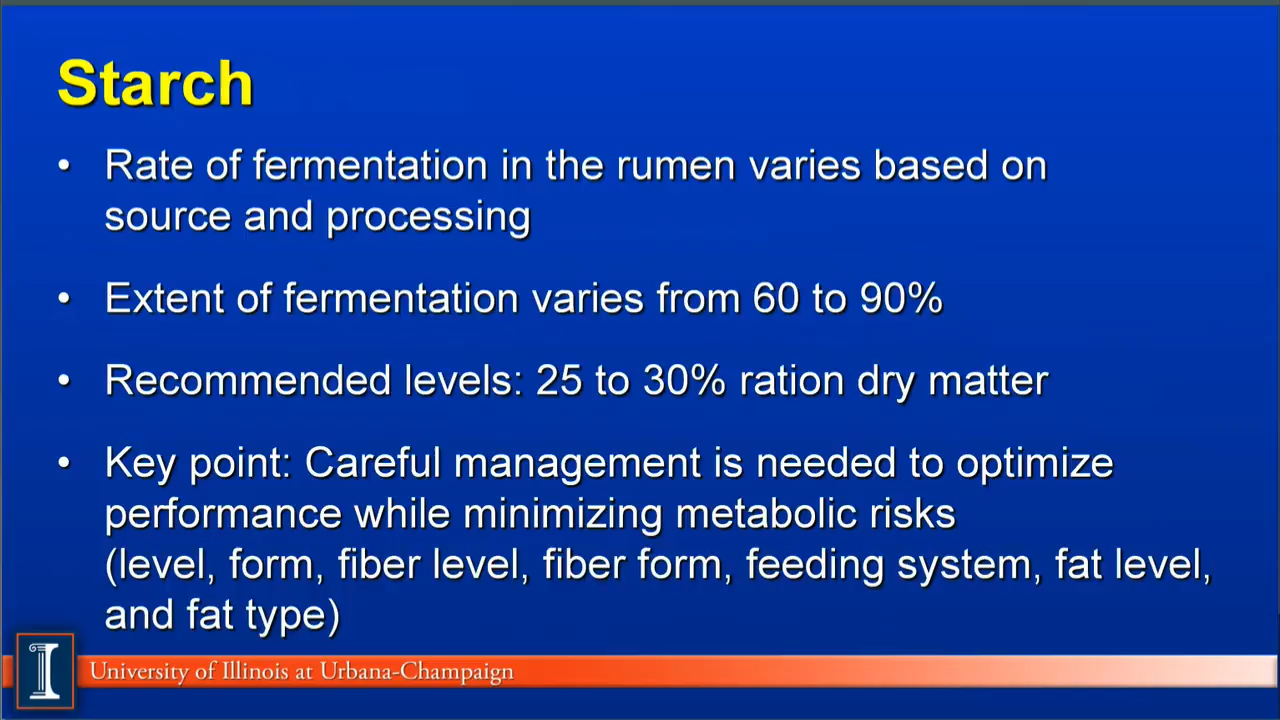 Starch
• Rate of fermentation in the rumen varies based on
source and processing
• Extent of fermentation varies from 60 to 90%
• Recommended levels: 25 to 30% ration dry matter
• Key point: Careful management is needed to optimize
performance while minimizing metabolic risks
(level, form, fiber level, fiber form, feeding system, fat level,
and fat type)
I
University of Illinois at Urbana-Champaign